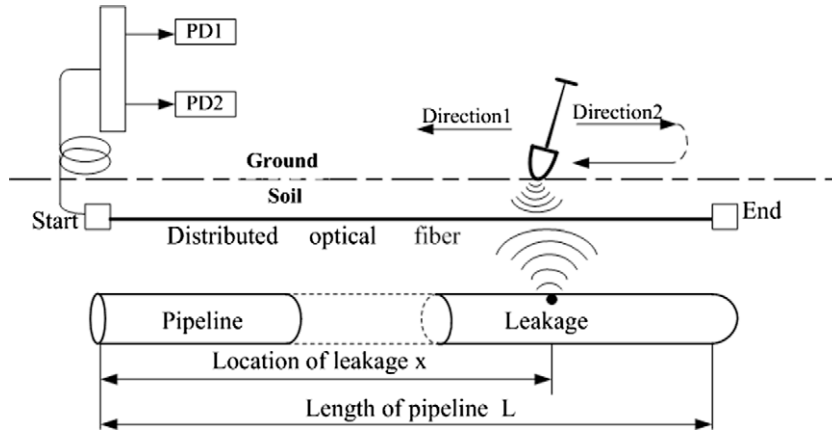 PD1
PD2
Direction1
Direction2
Ground
Soil
Start
End
Distributed optical fiber
Pipeline
Leakage
Location of leakage x
Length of pipeline L